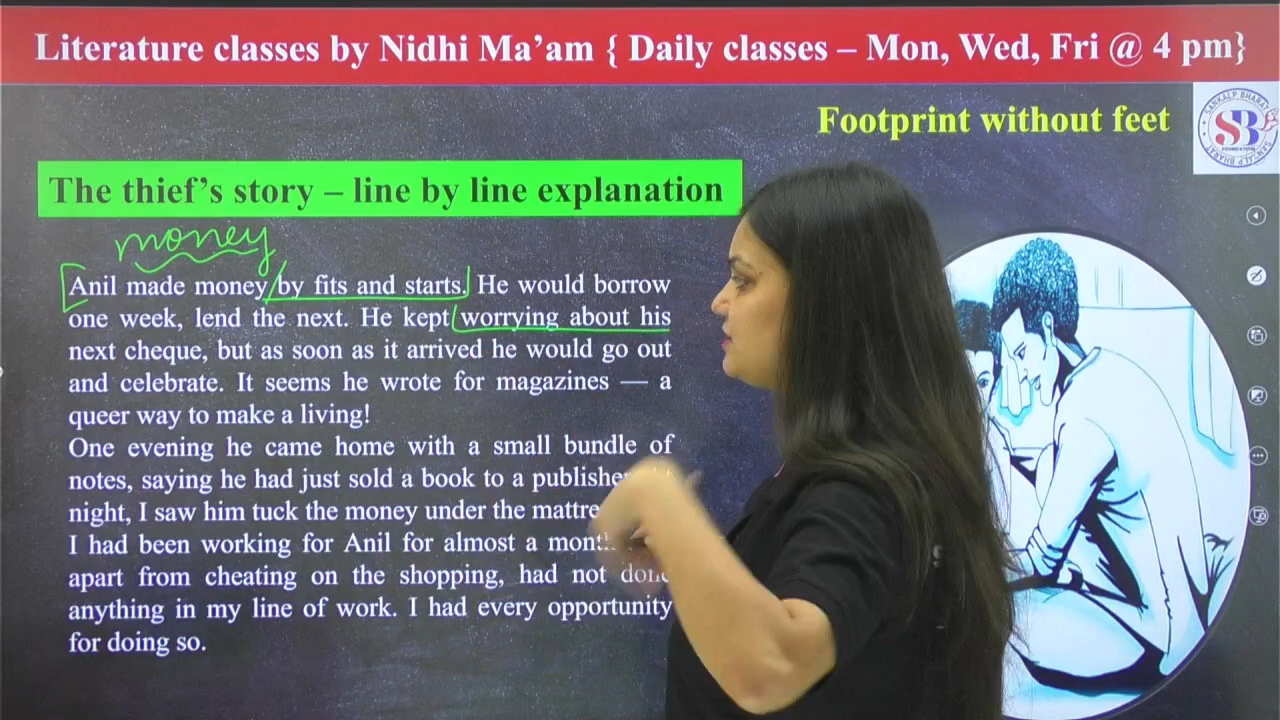 Literature classes by Nidhi Ma’am { Daily classes – Mon, Wed, Fri @ 4 pm}
Footprint without feet
SANKALP BHARAT
SB
FOUNDATION
The thief’s story – line by line explanation
money
Anil made money by fits and starts. He would borrow
one week, lend the next. He kept worrying about his
next cheque, but as soon as it arrived he would go out
and celebrate. It seems he wrote for magazines — a
queer way to make a living!
One evening he came home with a small bundle of
notes, saying he had just sold a book to a
night, I saw him tuck the money under the
I had been working for Anil for almost a
apart from cheating on the shopping, had not
anything in my line of work. I had every opportunity
for doing so.